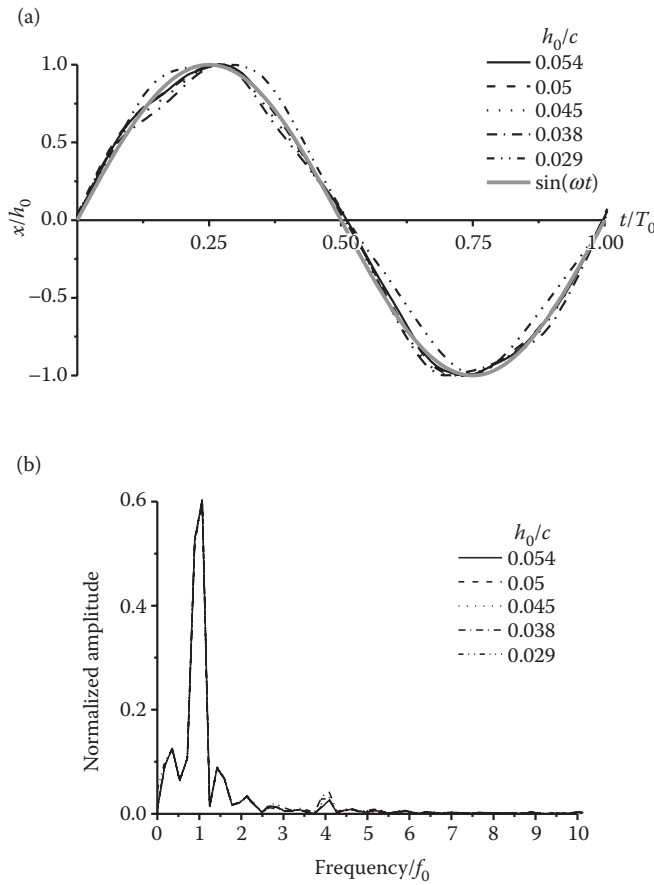 (a)
h₀/c
0.054
0.05
0.045
0.038
0.029
sin(ωt)
1.0
0.5
0.0
−0.5
−1.0
x/h₀
0.25
0.50
0.75
1.00
t/T₀
(b)
h₀/c
0.054
0.05
0.045
0.038
0.029
0.6
0.4
0.2
0.0
Normalized amplitude
0 1 2 3 4 5 6 7 8 9 10
Frequency/f₀